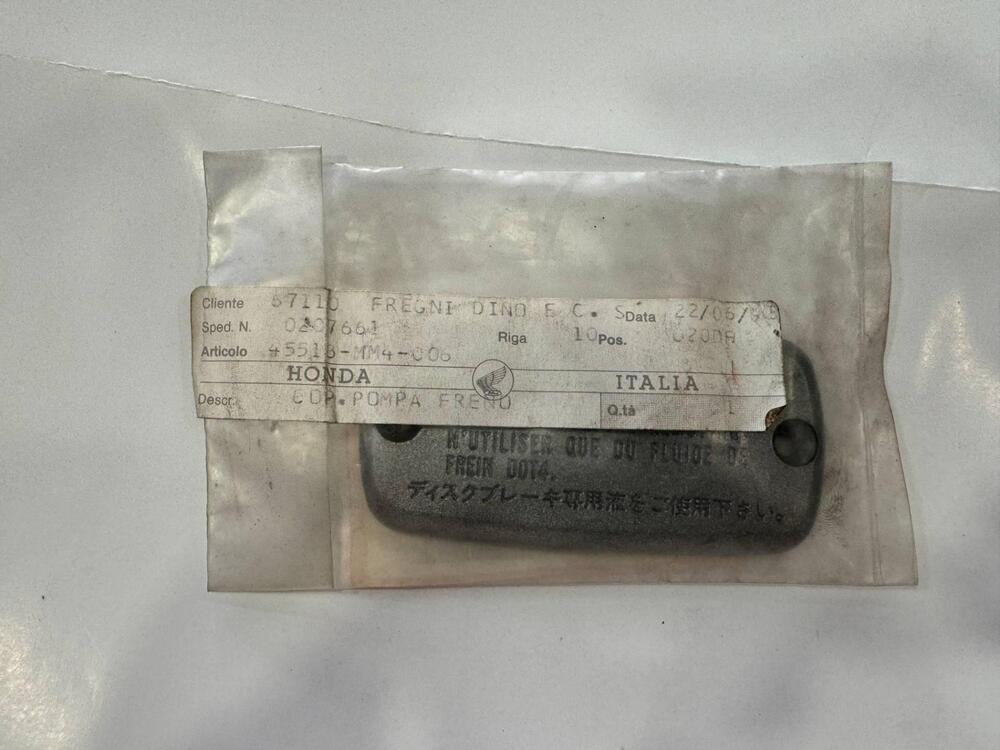 Cliente 57110 FREGNI DINO E C. S Data 22/06/
Sped. N. 0207661
Riga 10 Pos. 020DA
Articolo 45513-MM4-006
HONDA ITALIA
Descr. COP.POMPA FRENO Q.tà 1
N'UTILISER QUE DU FLUIDE DE
FREIN DOT4.
ディスクブレーキ専用液をご使用下さい。